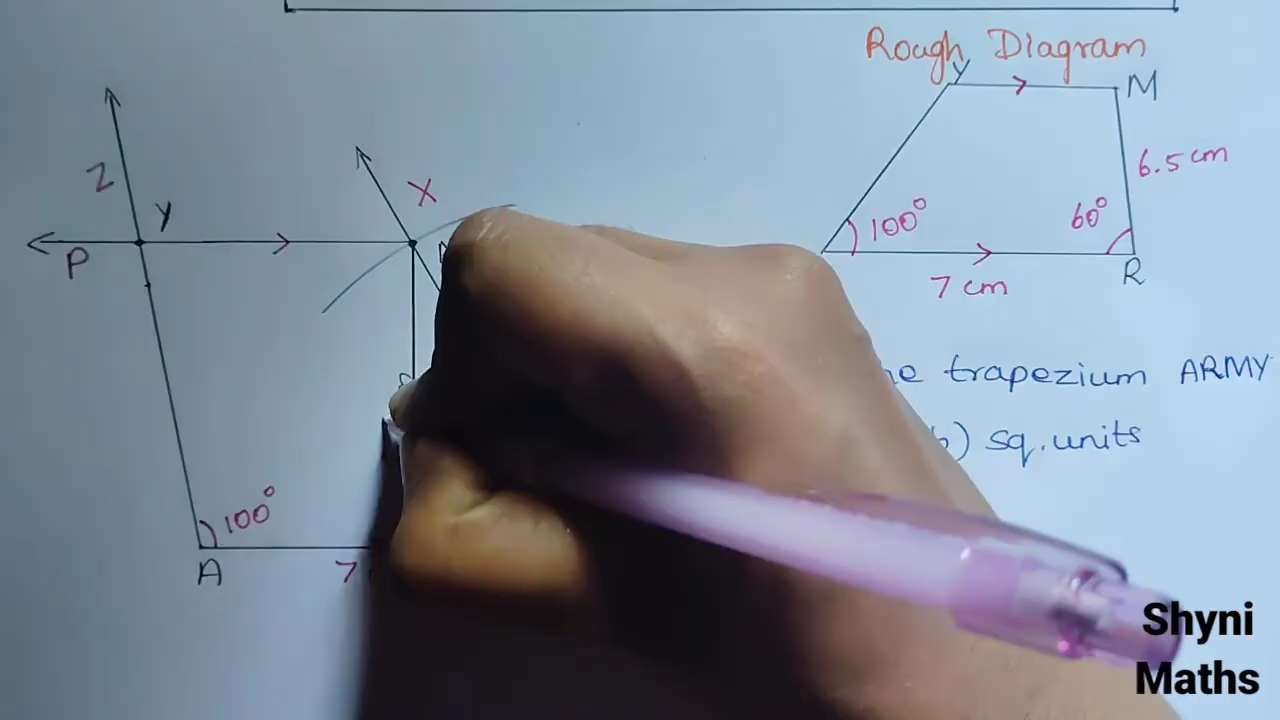 Rough Diagram
Y
M
6.5 cm
100°
60°
7 cm
R
Z
Y
X
P
100°
A
7
trapezium ARMY
sq. units
Shyni
Maths